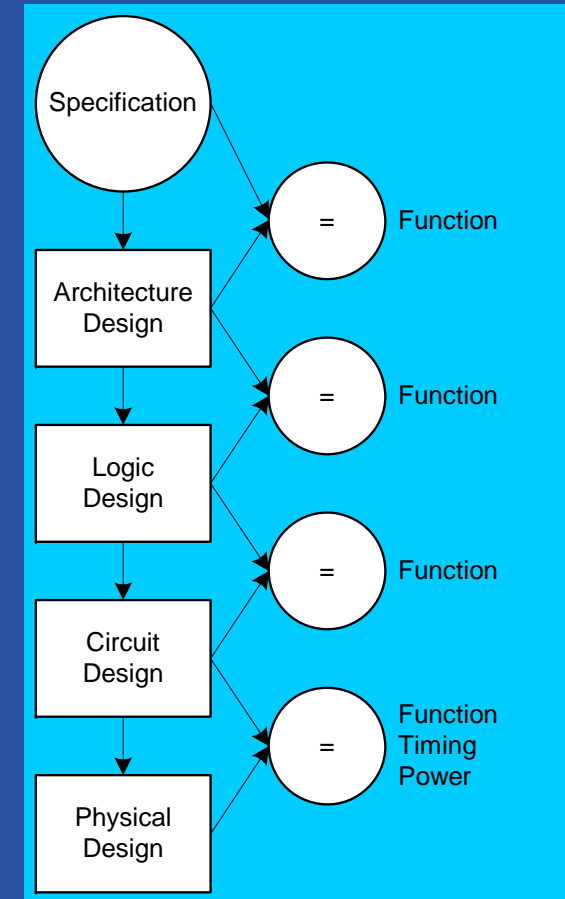 Specification
=
Function
Architecture
Design
=
Function
Logic
Design
=
Function
Circuit
Design
=
Function
Timing
Power
Physical
Design